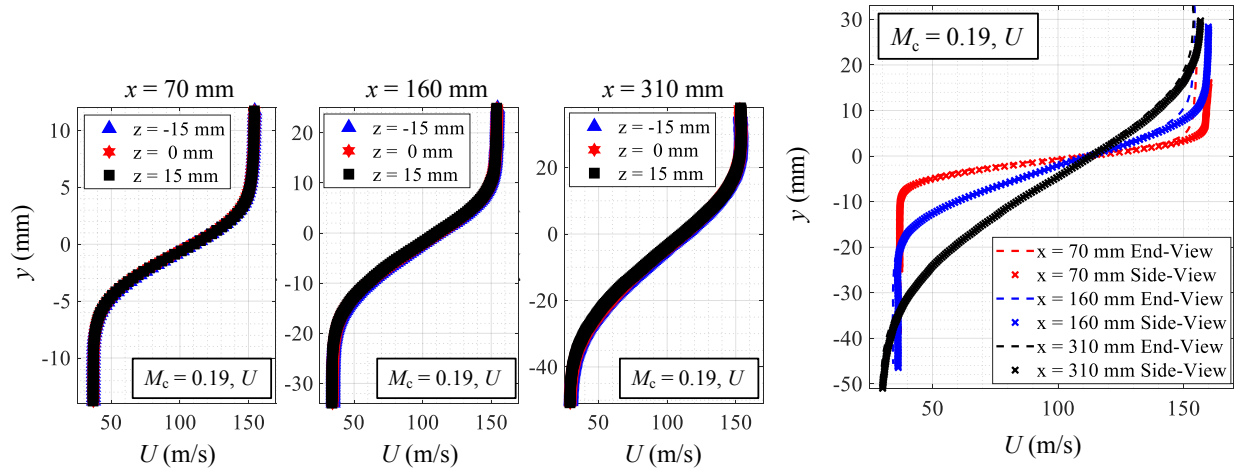 x = 70 mm
z = -15 mm
z = 0 mm
z = 15 mm
10
5
0
-5
-10
y (mm)
Mc = 0.19, U
50
100
150
U (m/s)
x = 160 mm
z = -15 mm
z = 0 mm
z = 15 mm
20
10
0
-10
-20
-30
Mc = 0.19, U
50
100
150
U (m/s)
x = 310 mm
z = -15 mm
z = 0 mm
z = 15 mm
20
0
-20
-40
Mc = 0.19, U
50
100
150
U (m/s)
Mc = 0.19, U
30
20
10
0
-10
-20
-30
-40
-50
y (mm)
x = 70 mm End-View
x = 70 mm Side-View
x = 160 mm End-View
x = 160 mm Side-View
x = 310 mm End-View
x = 310 mm Side-View
50
100
150
U (m/s)